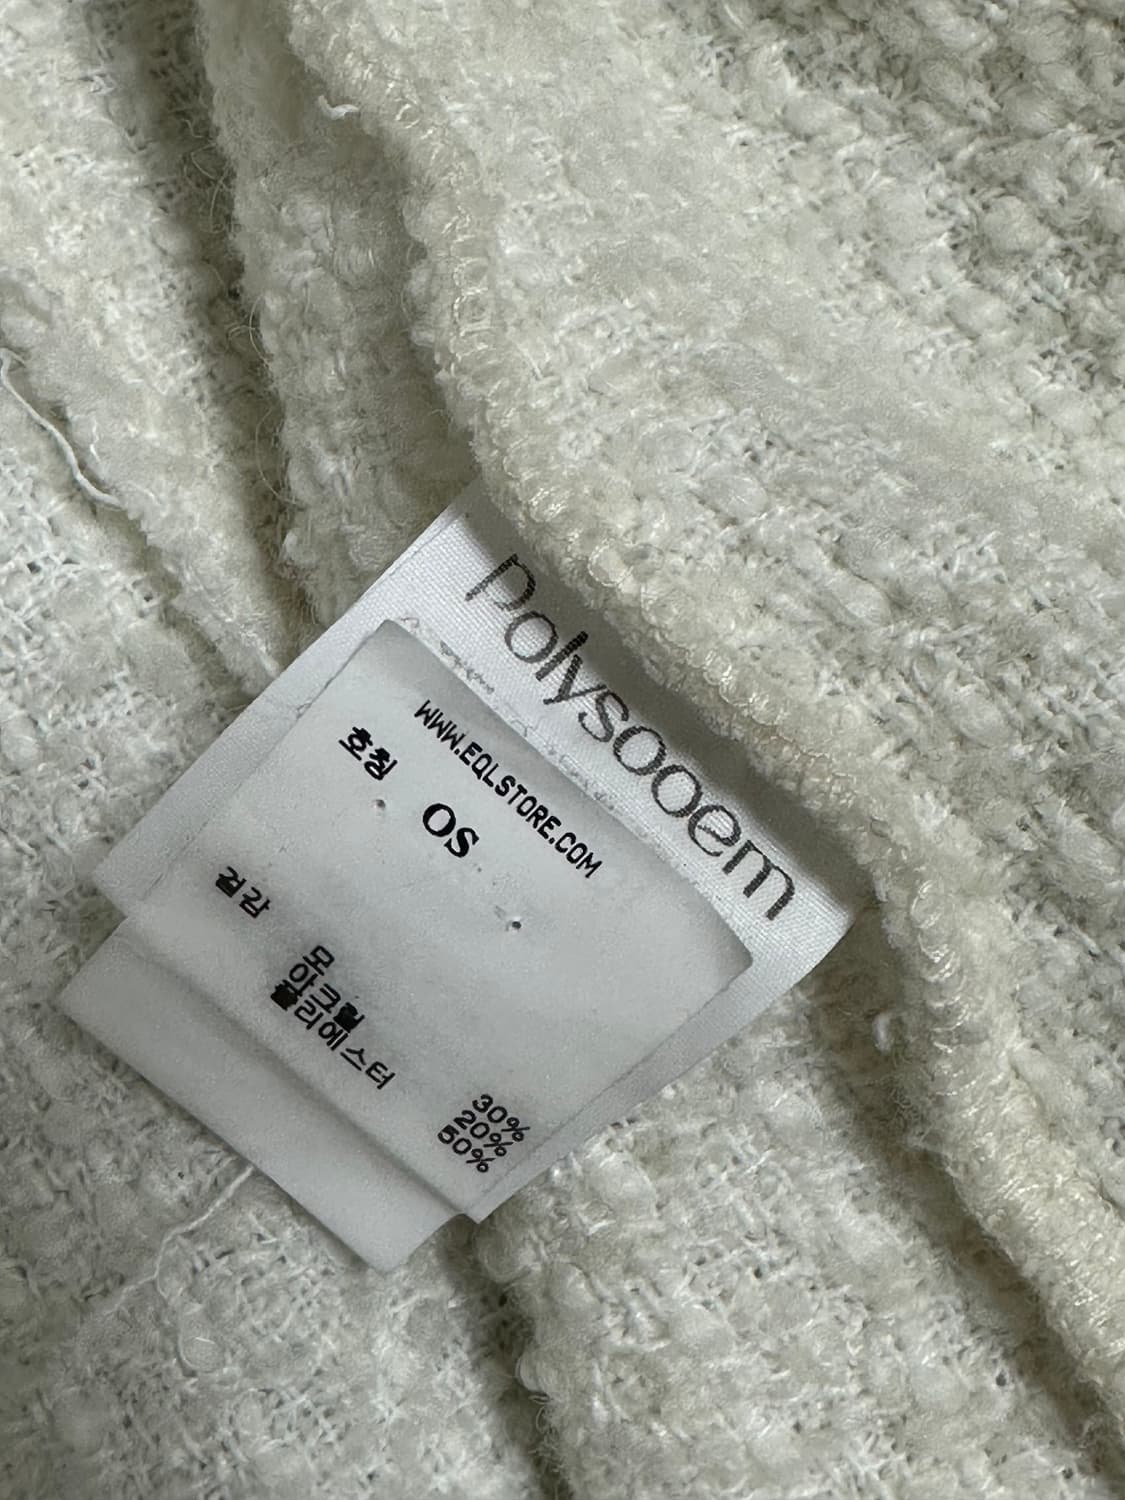 polysooem
WWW.EQLSTORE.COM
호칭
OS
겉감
모 30%
아크릴 20%
폴리에스터 50%